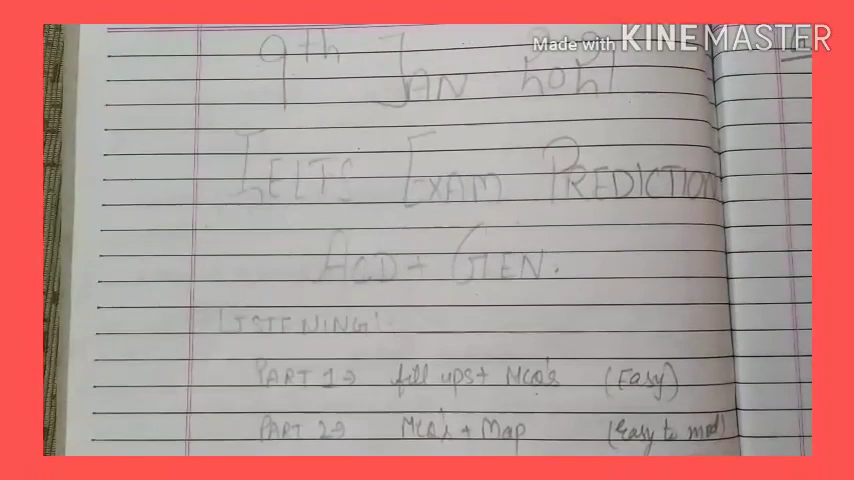 Made with KINEMASTER
9th JAN 2021
IELTS EXAM PREDICTION
ACD + GEN.
LISTENING:
PART 1 → fill ups + MCQ's (Easy)
PART 2 → MCQ's + Map (Easy to mod)